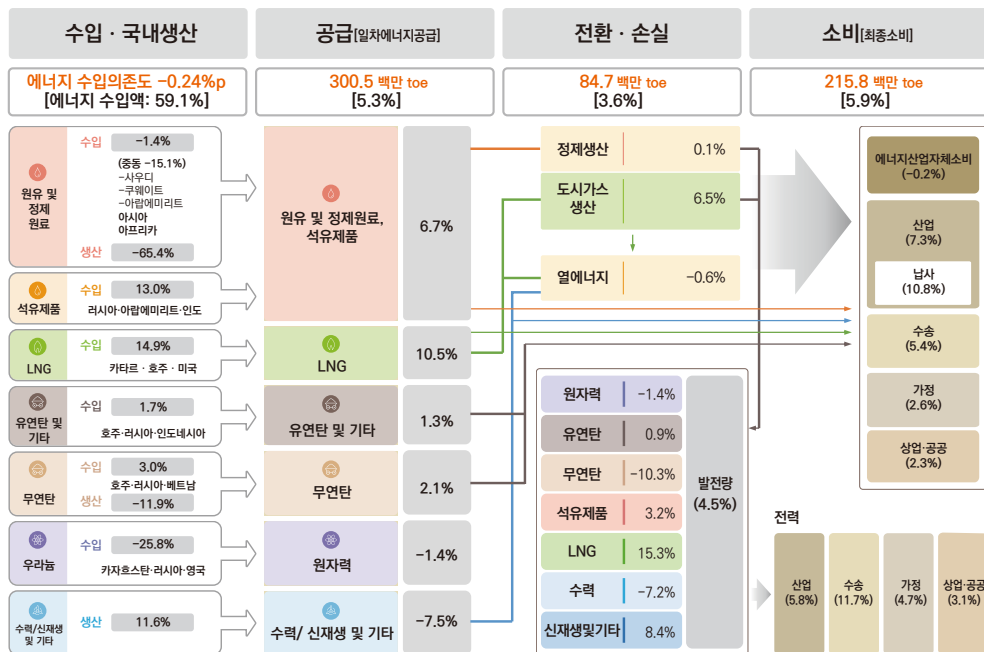 수입 · 국내생산
공급[일차에너지공급]
전환 · 손실
소비[최종소비]
에너지 수입의존도 −0.24%p
[에너지 수입액: 59.1%]
300.5 백만 toe
[5.3%]
84.7 백만 toe
[3.6%]
215.8 백만 toe
[5.9%]
원유 및
정제
원료
수입 −1.4%
(중동 −15.1%)
-사우디
-쿠웨이트
-아랍에미리트
아시아
아프리카
생산 −65.4%
석유제품
수입 13.0%
러시아·아랍에미리트·인도
LNG
수입 14.9%
카타르 · 호주 · 미국
유연탄 및
기타
수입 1.7%
호주·러시아·인도네시아
무연탄
수입 3.0%
호주·러시아·베트남
생산 −11.9%
우라늄
수입 −25.8%
카자흐스탄·러시아·영국
수력/신재생
및 기타
생산 11.6%
원유 및 정제원료,
석유제품
6.7%
LNG
10.5%
유연탄 및 기타
1.3%
무연탄
2.1%
원자력
−1.4%
수력/ 신재생 및 기타
−7.5%
정제생산 0.1%
도시가스
생산
6.5%
열에너지 −0.6%
원자력 −1.4%
유연탄 0.9%
무연탄 −10.3%
석유제품 3.2%
LNG 15.3%
수력 −7.2%
신재생및기타 8.4%
발전량
(4.5%)
에너지산업자체소비
(−0.2%)
산업
(7.3%)
납사
(10.8%)
수송
(5.4%)
가정
(2.6%)
상업·공공
(2.3%)
전력
산업
(5.8%)
수송
(11.7%)
가정
(4.7%)
상업·공공
(3.1%)